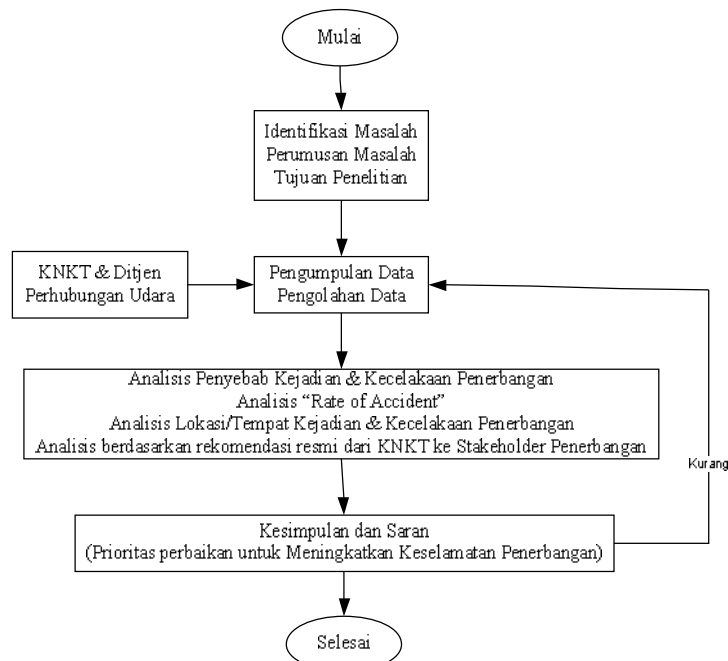 Mulai
Identifikasi Masalah
Perumusan Masalah
Tujuan Penelitian
KNKT & Ditjen
Perhubungan Udara
Pengumpulan Data
Pengolahan Data
Analisis Penyebab Kejadian & Kecelakaan Penerbangan
Analisis “Rate of Accident”
Analisis Lokasi/Tempat Kejadian & Kecelakaan Penerbangan
Analisis berdasarkan rekomendasi resmi dari KNKT ke Stakeholder Penerbangan
Kurang
Kesimpulan dan Saran
(Prioritas perbaikan untuk Meningkatkan Keselamatan Penerbangan)
Selesai